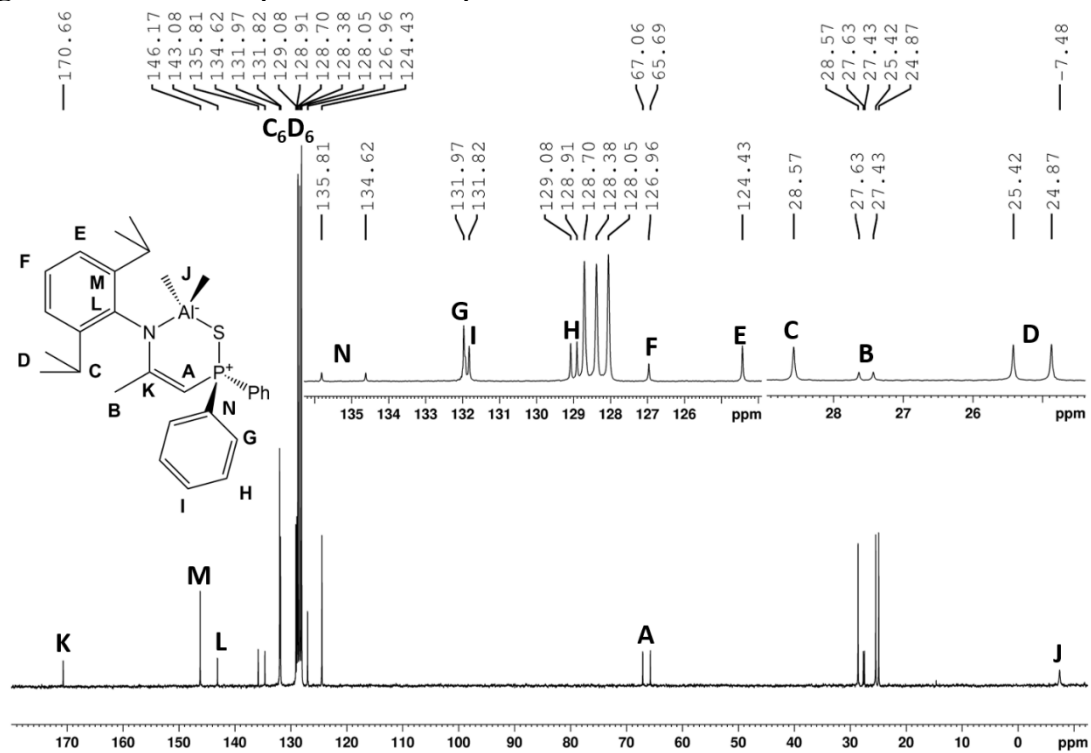 170.66 146.17 143.08 135.81 134.62 131.97 131.82 129.08 128.91 128.70 128.38 128.05 126.96 124.43 67.06 65.69 28.57 27.63 27.43 25.42 24.87 -7.48
C6D6
135.81 134.62 131.97 131.82 129.08 128.91 128.70 128.38 128.05 126.96 124.43 28.57 27.63 27.43 25.42 24.87
E
F
M
J
L
Al-
N
S
D
C
A
P+
Ph
B
K
N
G
H
I
N G I H F E C B D
135 134 133 132 131 130 129 128 127 126 ppm
28 27 26 ppm
K M L A J
170 160 150 140 130 120 110 100 90 80 70 60 50 40 30 20 10 0 ppm